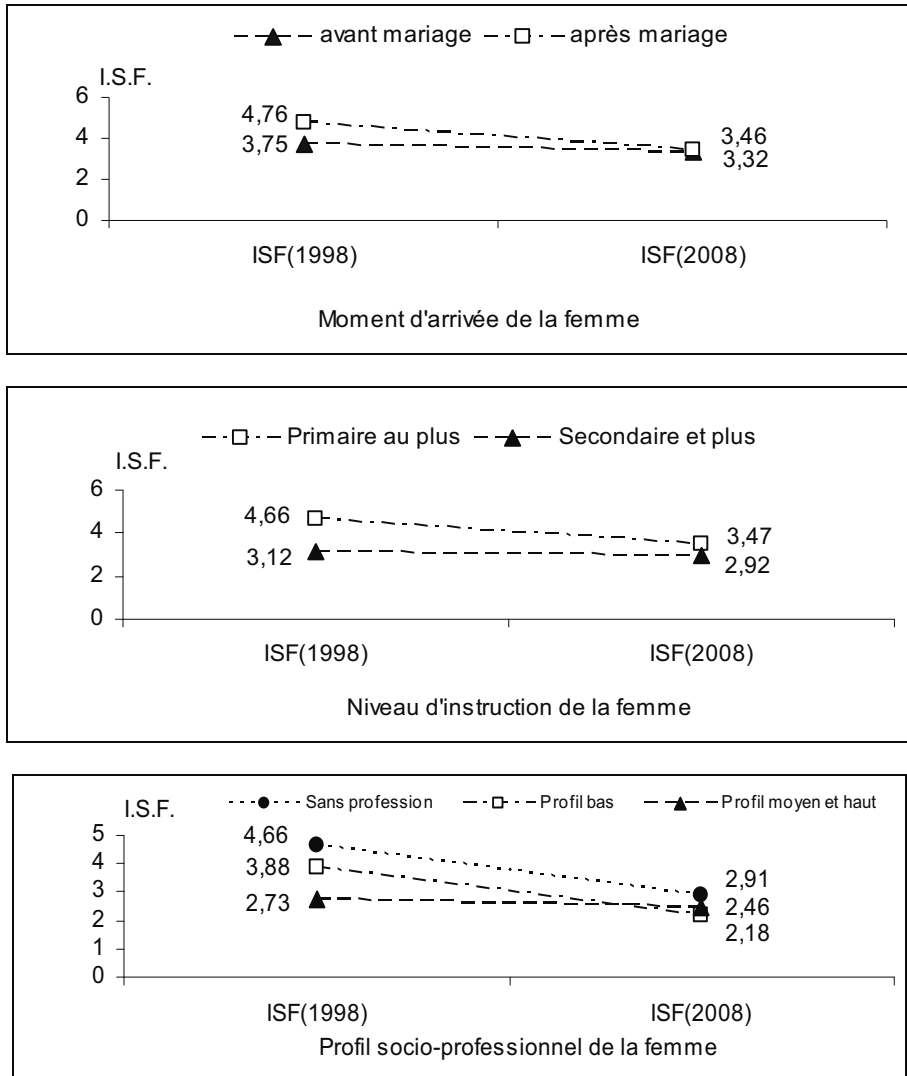 avant mariage après mariage
I.S.F.
6
4
2
0
4,76
3,75
3,46
3,32
ISF(1998) ISF(2008)
Moment d'arrivée de la femme
Primaire au plus Secondaire et plus
I.S.F.
6
4
2
0
4,66
3,12
3,47
2,92
ISF(1998) ISF(2008)
Niveau d'instruction de la femme
Sans profession Profil bas Profil moyen et haut
I.S.F.
5
4
3
2
1
0
4,66
3,88
2,73
2,91
2,46
2,18
ISF(1998) ISF(2008)
Profil socio-professionnel de la femme